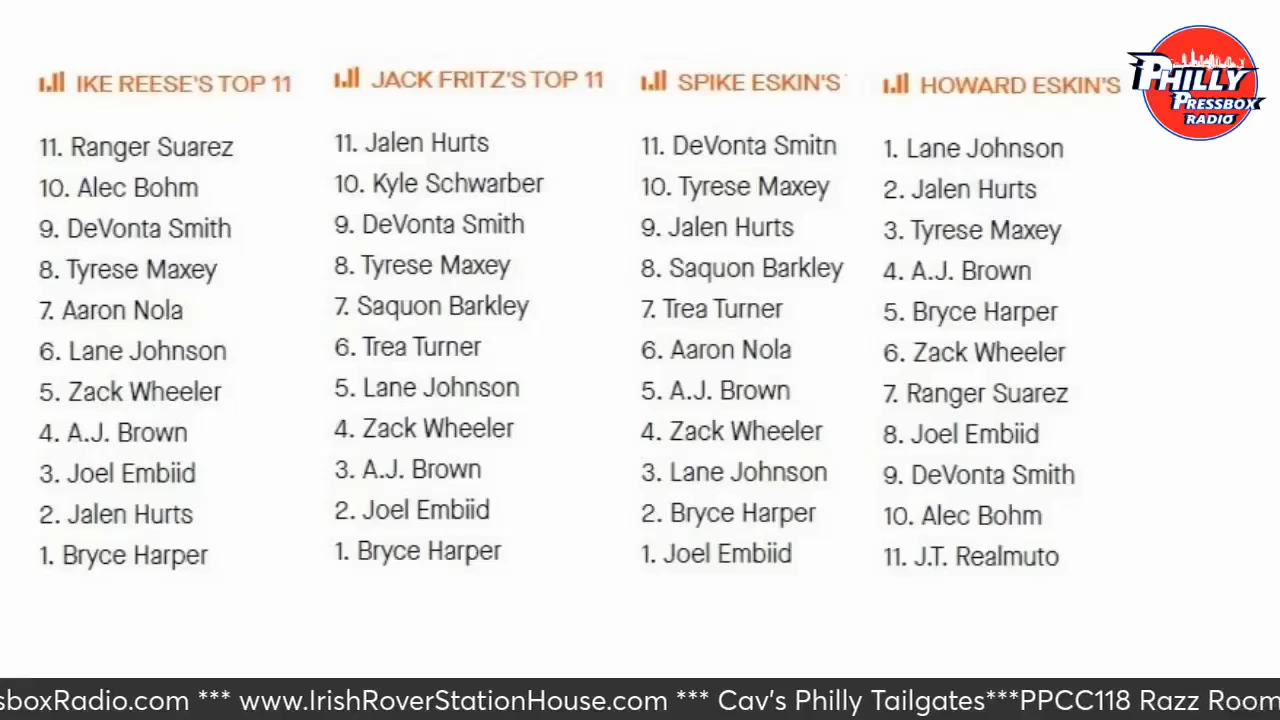 IKE REESE'S TOP 11
11. Ranger Suarez
10. Alec Bohm
9. DeVonta Smith
8. Tyrese Maxey
7. Aaron Nola
6. Lane Johnson
5. Zack Wheeler
4. A.J. Brown
3. Joel Embiid
2. Jalen Hurts
1. Bryce Harper
JACK FRITZ'S TOP 11
11. Jalen Hurts
10. Kyle Schwarber
9. DeVonta Smith
8. Tyrese Maxey
7. Saquon Barkley
6. Trea Turner
5. Lane Johnson
4. Zack Wheeler
3. A.J. Brown
2. Joel Embiid
1. Bryce Harper
SPIKE ESKIN'S
11. DeVonta Smitn
10. Tyrese Maxey
9. Jalen Hurts
8. Saquon Barkley
7. Trea Turner
6. Aaron Nola
5. A.J. Brown
4. Zack Wheeler
3. Lane Johnson
2. Bryce Harper
1. Joel Embiid
HOWARD ESKIN'S
1. Lane Johnson
2. Jalen Hurts
3. Tyrese Maxey
4. A.J. Brown
5. Bryce Harper
6. Zack Wheeler
7. Ranger Suarez
8. Joel Embiid
9. DeVonta Smith
10. Alec Bohm
11. J.T. Realmuto
PHILLY
PRESSBOX
RADIO
sboxRadio.com *** www.IrishRoverStationHouse.com *** Cav's Philly Tailgates***PPCC118 Razz Room